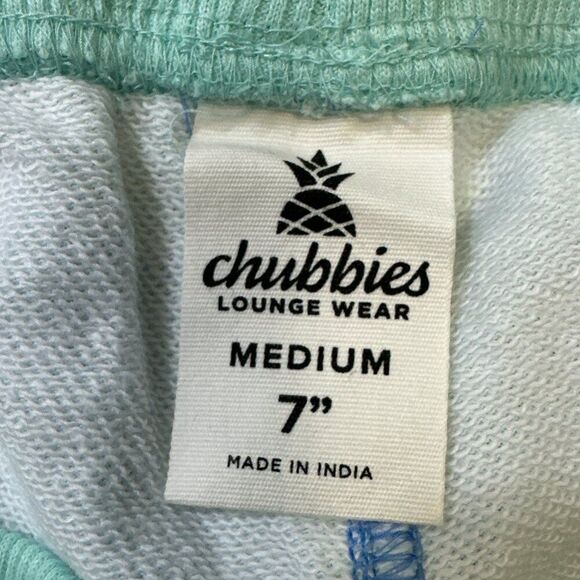 chubbies
LOUNGE WEAR
MEDIUM
7”
MADE IN INDIA